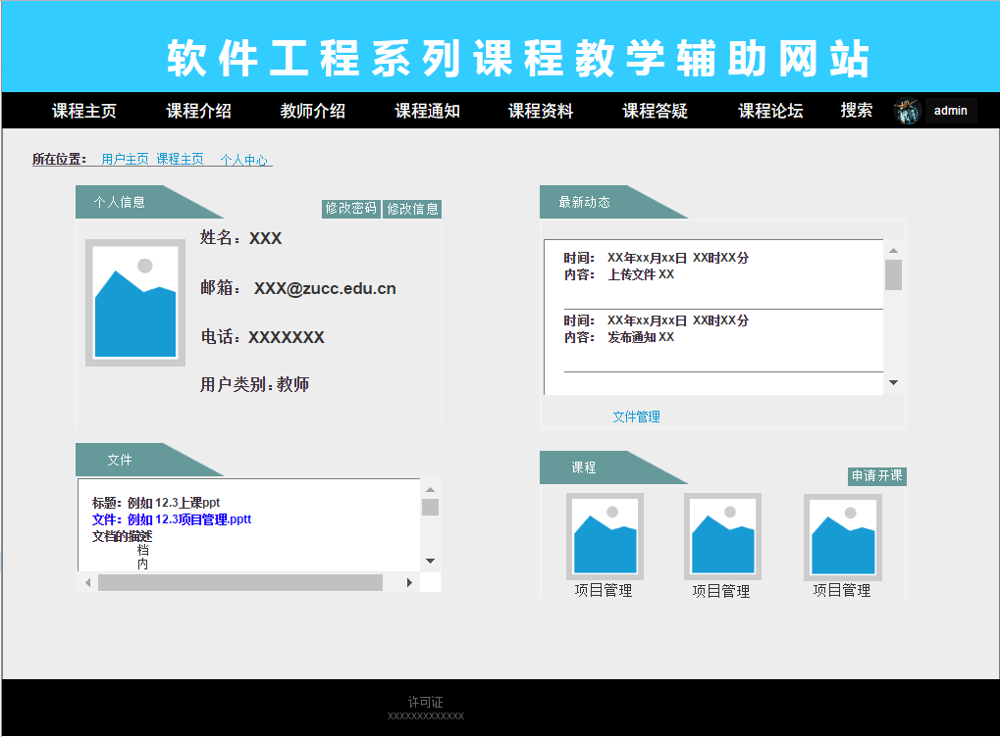 软件工程系列课程教学辅助网站
课程主页 课程介绍 教师介绍 课程通知 课程资料 课程答疑 课程论坛 搜索 admin
所在位置： 用户主页 课程主页 个人中心
个人信息
修改密码 修改信息
姓名：XXX
邮箱： XXX@zucc.edu.cn
电话：XXXXXXX
用户类别：教师
最新动态
时间： XX年xx月xx日 XX时XX分
内容： 上传文件 XX
时间： XX年xx月xx日 XX时XX分
内容： 发布通知 XX
文件管理
文件
标题：例如 12.3上课ppt
文件：例如 12.3项目管理.pptt
文档的描述
档
内
课程
申请开课
项目管理 项目管理 项目管理
许可证
XXXXXXXXXXXXX